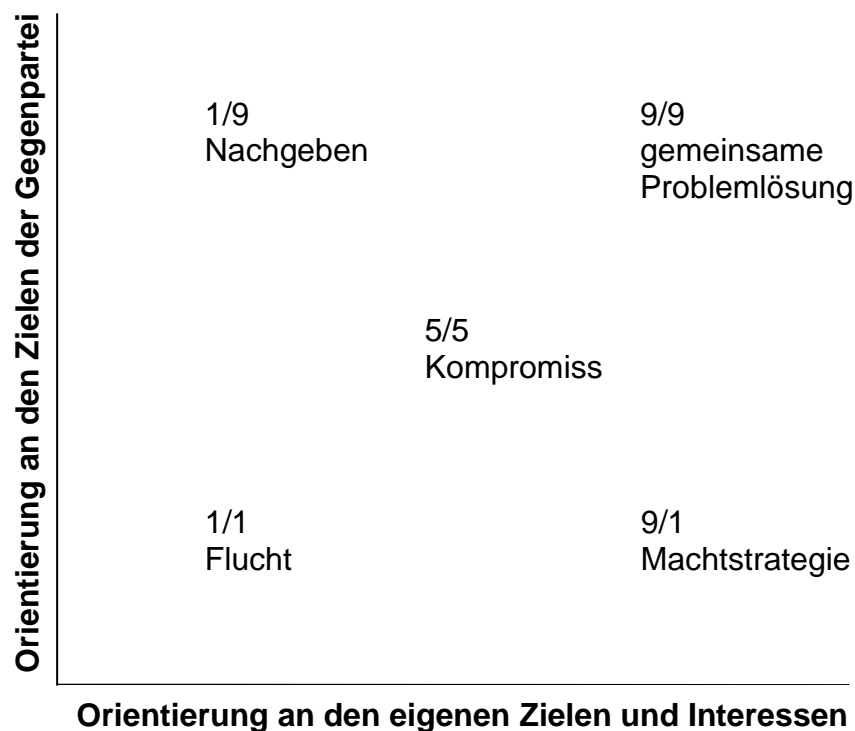 Orientierung an den Zielen der Gegenpartei
1/9
Nachgeben
9/9
gemeinsame
Problemlösung
5/5
Kompromiss
1/1
Flucht
9/1
Machtstrategie
Orientierung an den eigenen Zielen und Interessen